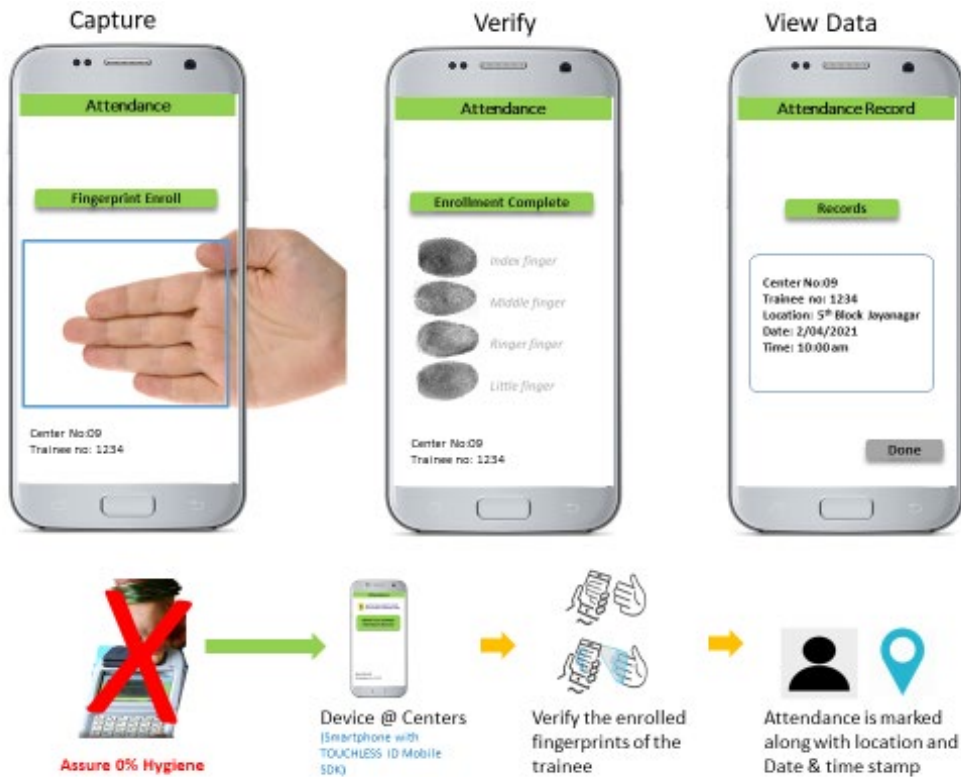 Capture
Verify
View Data
Attendance
Fingerprint Enroll
Center No:09
Trainee no: 1234
Attendance
Enrollment Complete
Index finger
Middle finger
Ringer finger
Little finger
Center No:09
Trainee no: 1234
Attendance Record
Records
Center No:09
Trainee no: 1234
Location: 5th Block Jayanagar
Date: 2/04/2021
Time: 10:00am
Done
Assure 0% Hygiene
Device @ Centers
(Smartphone with
TOUCHLESS ID Mobile
SDK)
Verify the enrolled
fingerprints of the
trainee
Attendance is marked
along with location and
Date & time stamp